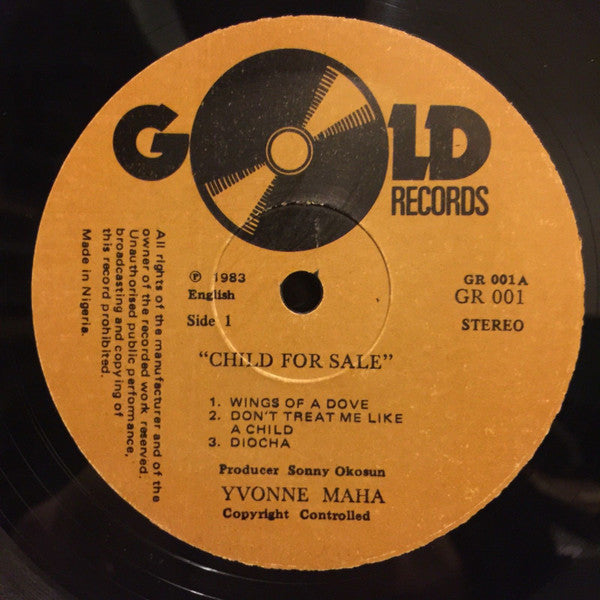 GOLD
RECORDS
℗ 1983
English
Side 1
GR 001A
GR 001
STEREO
"CHILD FOR SALE"
1. WINGS OF A DOVE
2. DON'T TREAT ME LIKE
A CHILD
3. DIOCHA
Producer Sonny Okosun
YVONNE MAHA
Copyright Controlled
All rights of the manufacturer and of the
owner of the recorded work reserved.
Unauthorised public performance,
broadcasting and copying of
this record prohibited.
Made in Nigeria.